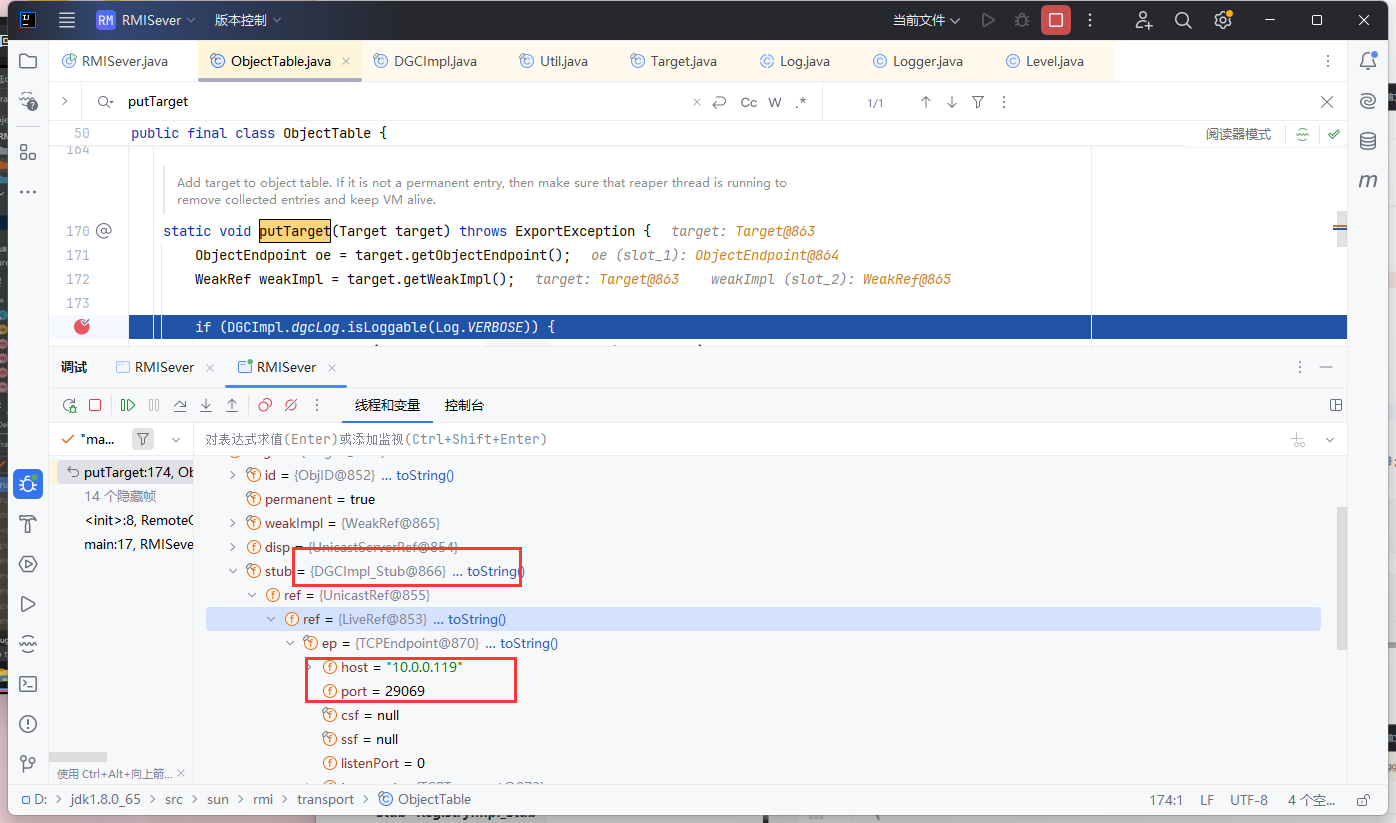 RM RMISever 版本控制 当前文件
RMISever.java ObjectTable.java DGCImpl.java Util.java Target.java Log.java Logger.java Level.java
putTarget Cc W .* 1/1
50 public final class ObjectTable { 阅读器模式
164
Add target to object table. If it is not a permanent entry, then make sure that reaper thread is running to
remove collected entries and keep VM alive.
170 @ static void putTarget(Target target) throws ExportException { target: Target@863
171 ObjectEndpoint oe = target.getObjectEndpoint(); oe (slot_1): ObjectEndpoint@864
172 WeakRef weakImpl = target.getWeakImpl(); target: Target@863 weakImpl (slot_2): WeakRef@865
173
if (DGCImpl.dgcLog.isLoggable(Log.VERBOSE)) {
调试 RMISever RMISever
线程和变量 控制台
"ma... 对表达式求值(Enter)或添加监视(Ctrl+Shift+Enter)
putTarget:174, Ob
14 个隐藏帧
<init>:8, RemoteO
main:17, RMISeve
id = {ObjID@852} ... toString()
permanent = true
weakImpl = {WeakRef@865}
disp = {UnicastServerRef@854}
stub = {DGCImpl_Stub@866} ... toString()
ref = {UnicastRef@855}
ref = {LiveRef@853} ... toString()
ep = {TCPEndpoint@870} ... toString()
host = "10.0.0.119"
port = 29069
csf = null
ssf = null
listenPort = 0
使用 Ctrl+Alt+向上箭...
D: > jdk1.8.0_65 > src > sun > rmi > transport > ObjectTable 174:1 LF UTF-8 4 个空...